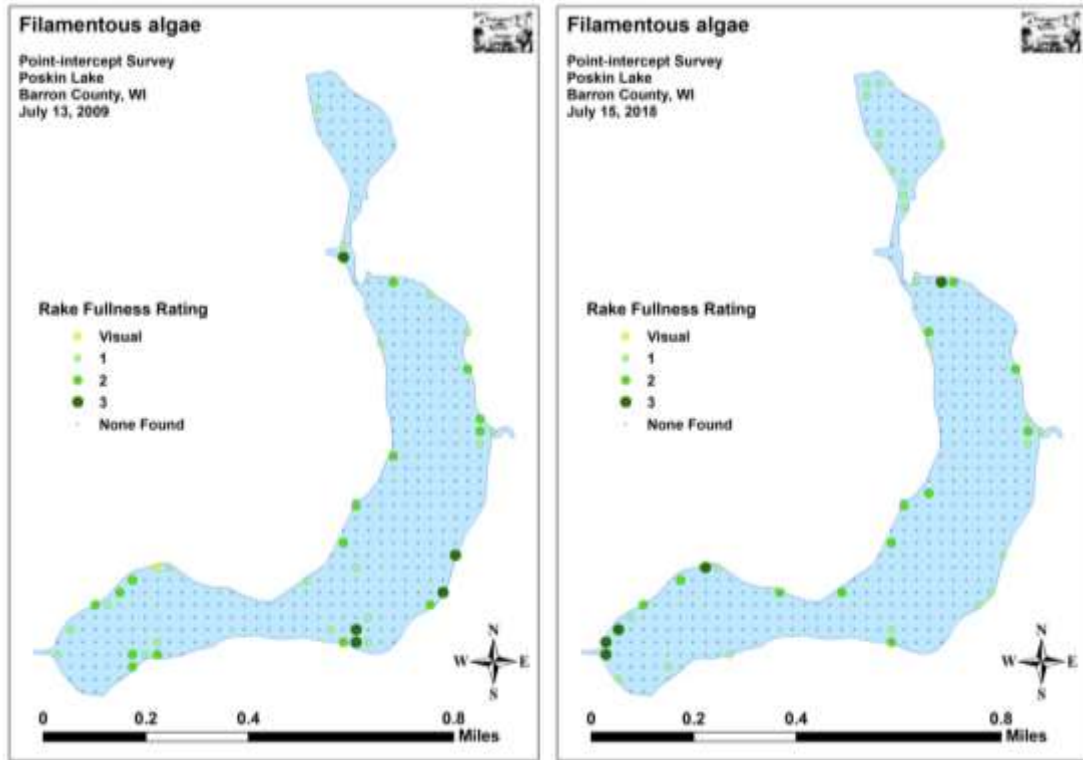 Filamentous algae
Point-intercept Survey
Poskin Lake
Barron County, WI
July 13, 2009
Rake Fullness Rating
Visual
1
2
3
None Found
N
W E
S
0 0.2 0.4 0.8
Miles
Filamentous algae
Point-intercept Survey
Poskin Lake
Barron County, WI
July 15, 2018
Rake Fullness Rating
Visual
1
2
3
None Found
N
W E
S
0 0.2 0.4 0.8
Miles